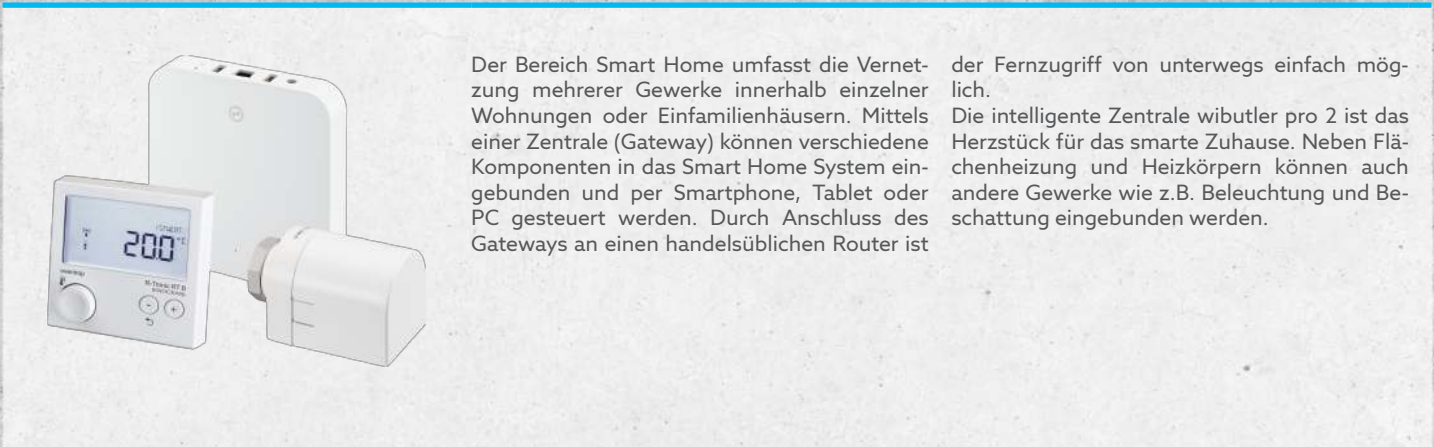 Der Bereich Smart Home umfasst die Vernet-
zung mehrerer Gewerke innerhalb einzelner
Wohnungen oder Einfamilienhäusern. Mittels
einer Zentrale (Gateway) können verschiedene
Komponenten in das Smart Home System ein-
gebunden und per Smartphone, Tablet oder
PC gesteuert werden. Durch Anschluss des
Gateways an einen handelsüblichen Router ist
der Fernzugriff von unterwegs einfach mög-
lich.
Die intelligente Zentrale wibutler pro 2 ist das
Herzstück für das smarte Zuhause. Neben Flä-
chenheizung und Heizkörpern können auch
andere Gewerke wie z.B. Beleuchtung und Be-
schattung eingebunden werden.
20.0 °C
R-Tronic RT B